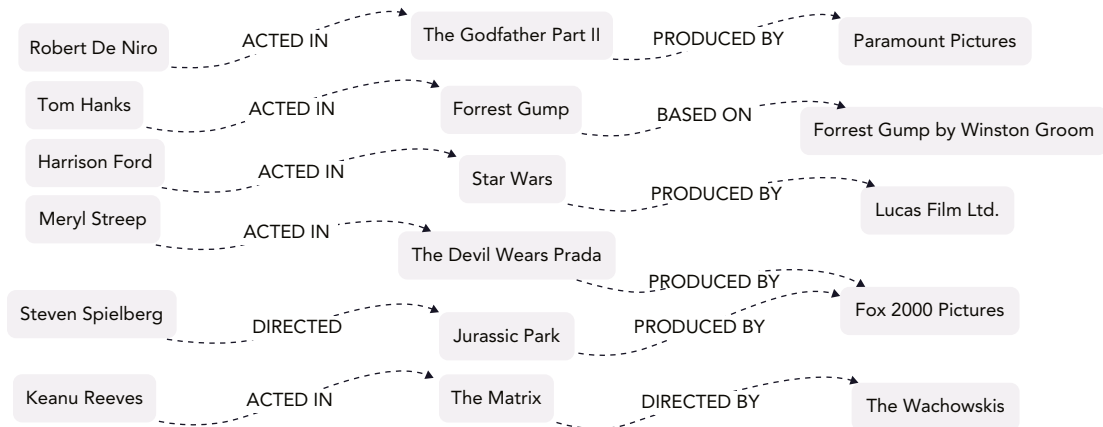 Robert De Niro
ACTED IN
The Godfather Part II
PRODUCED BY
Paramount Pictures
Tom Hanks
ACTED IN
Forrest Gump
BASED ON
Forrest Gump by Winston Groom
Harrison Ford
ACTED IN
Star Wars
PRODUCED BY
Lucas Film Ltd.
Meryl Streep
ACTED IN
The Devil Wears Prada
PRODUCED BY
Fox 2000 Pictures
Steven Spielberg
DIRECTED
Jurassic Park
PRODUCED BY
Keanu Reeves
ACTED IN
The Matrix
DIRECTED BY
The Wachowskis